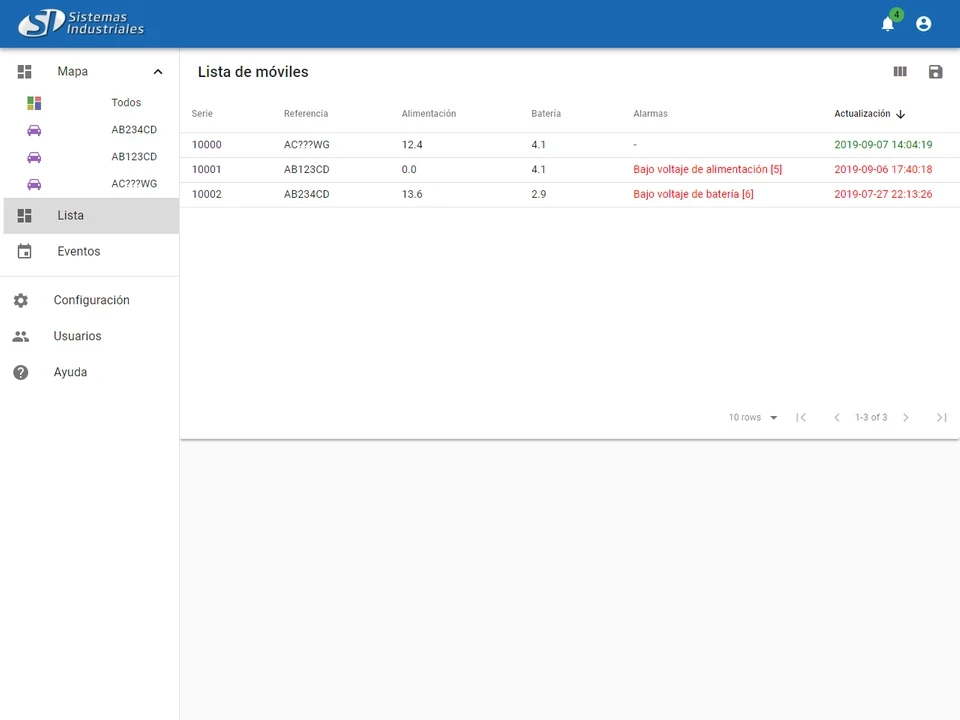 Sistemas
Industriales
4
Mapa
Todos
AB234CD
AB123CD
AC???WG
Lista
Eventos
Configuración
Usuarios
Ayuda
Lista de móviles
Serie Referencia Alimentación Batería Alarmas Actualización
10000 AC???WG 12.4 4.1 - 2019-09-07 14:04:19
10001 AB123CD 0.0 4.1 Bajo voltaje de alimentación [5] 2019-09-06 17:40:18
10002 AB234CD 13.6 2.9 Bajo voltaje de batería [6] 2019-07-27 22:13:26
10 rows 1-3 of 3